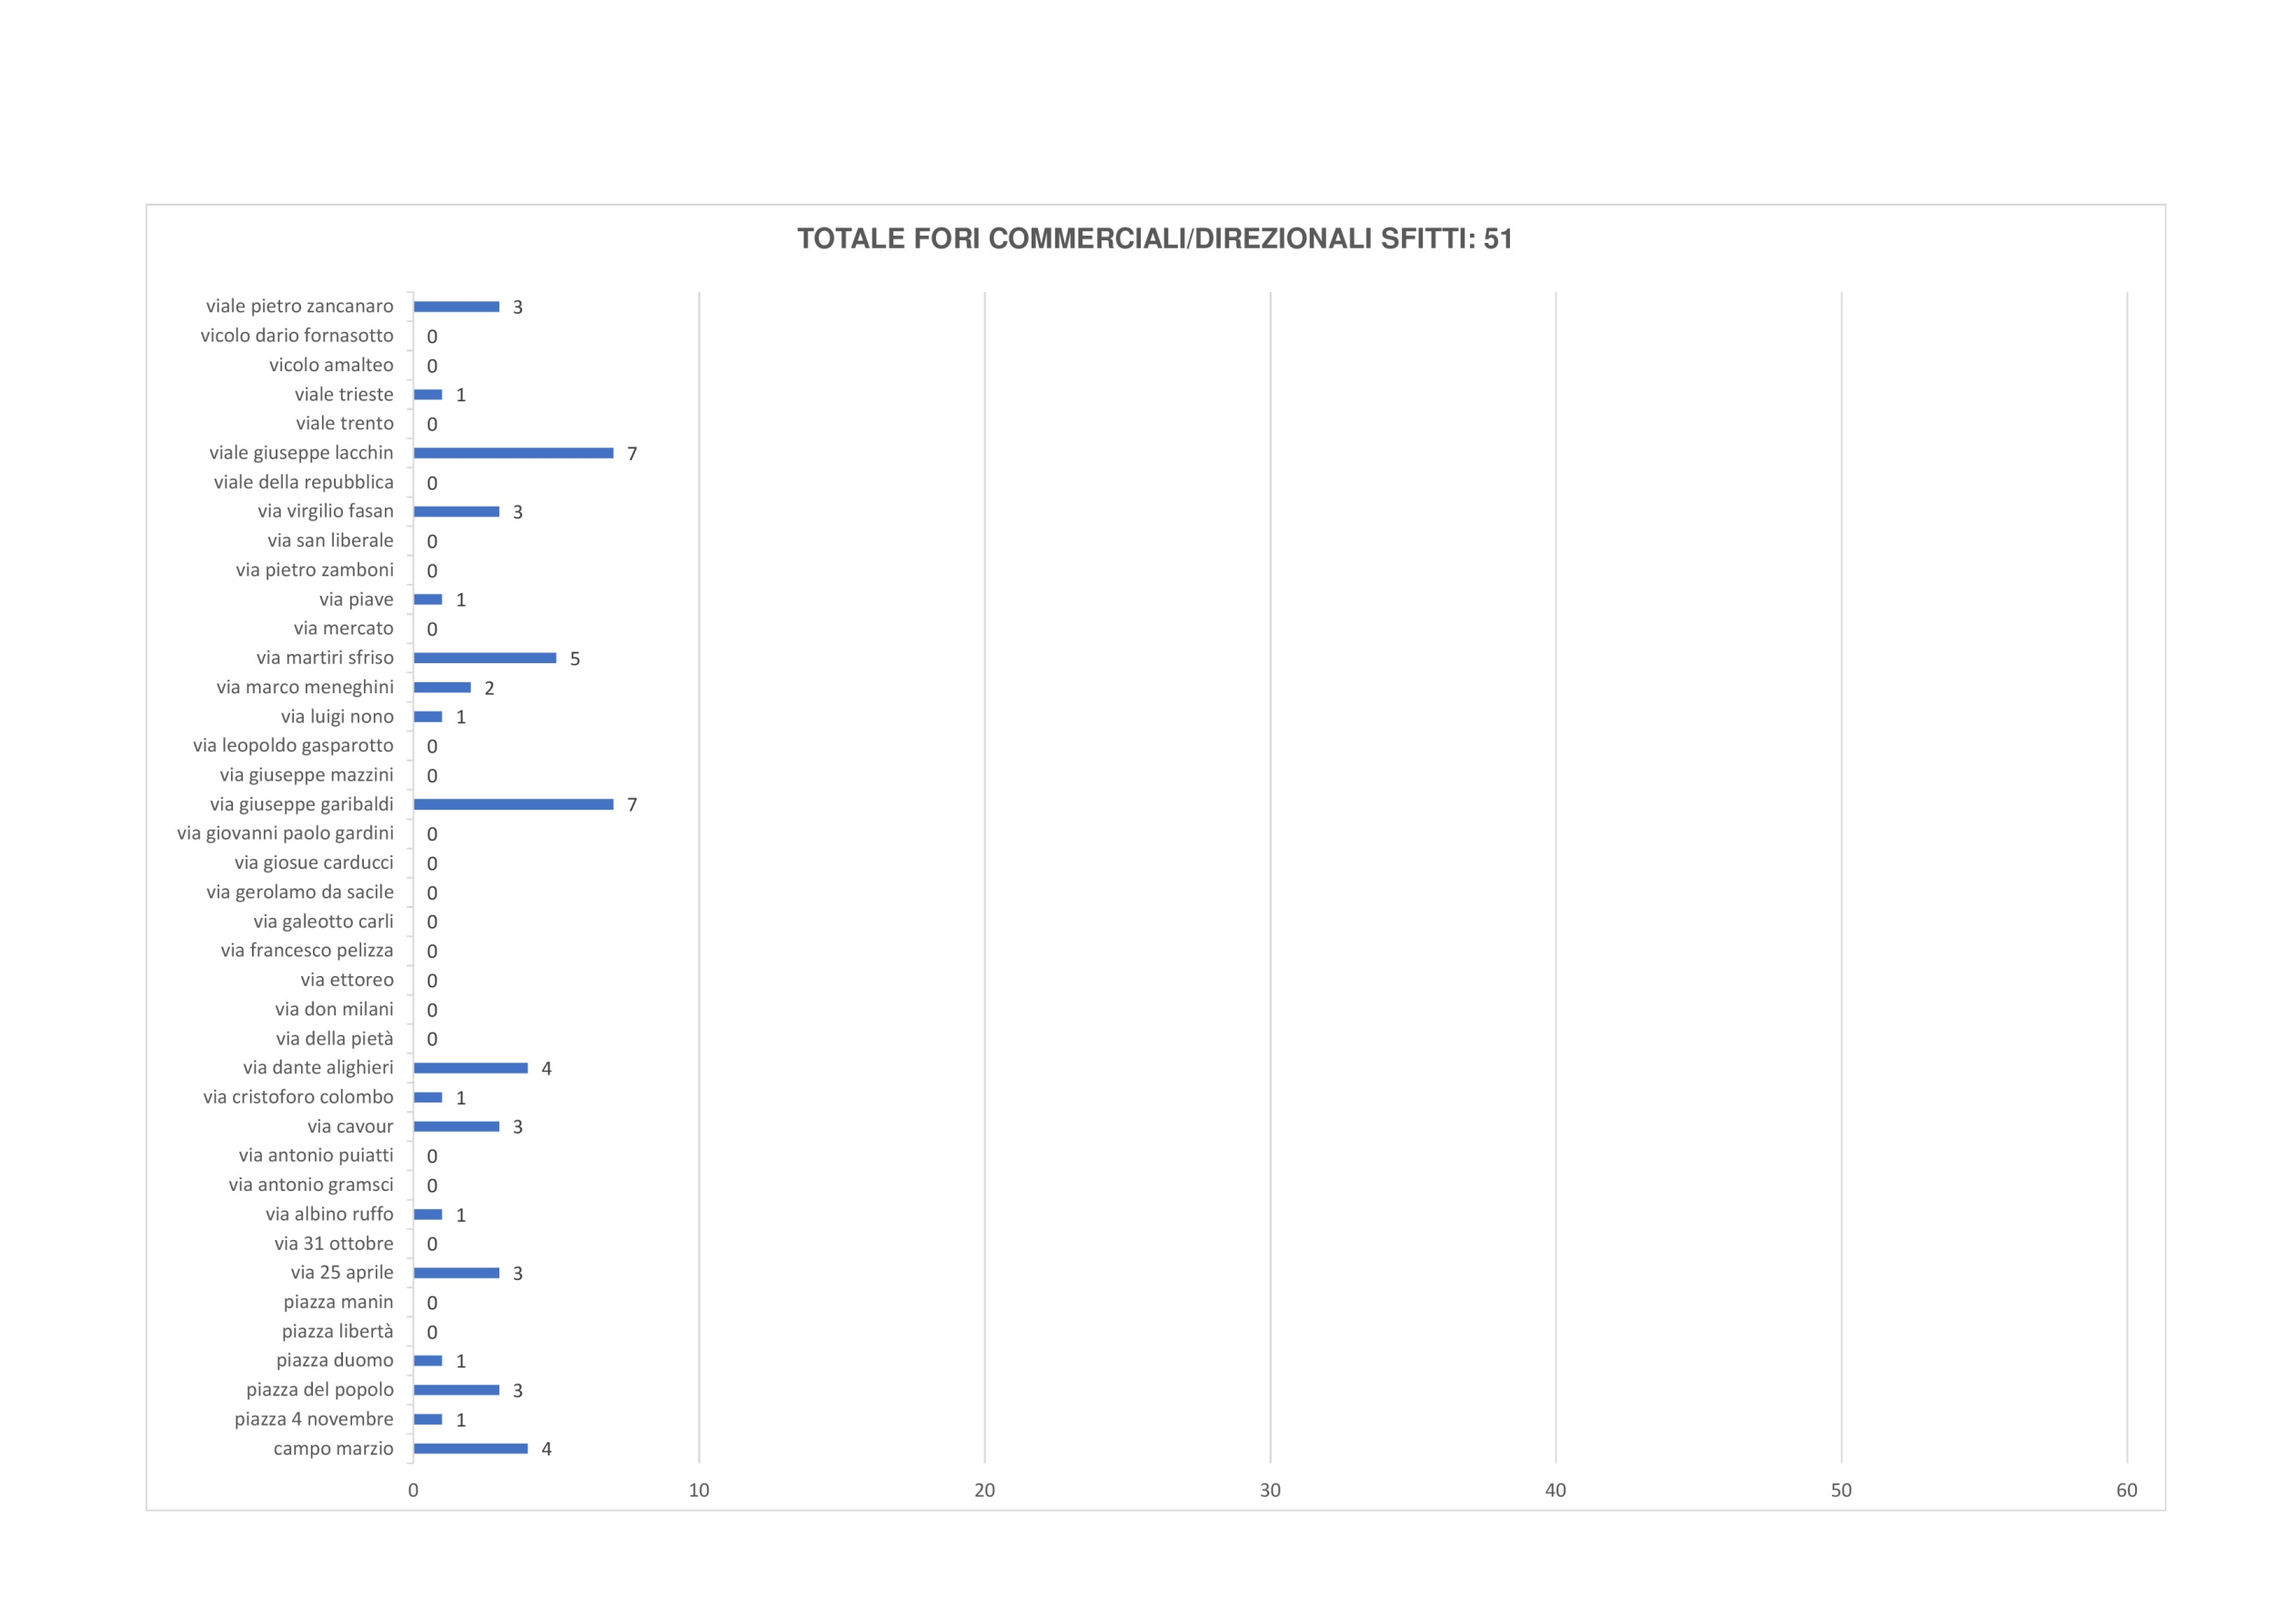 TOTALE FORI COMMERCIALI/DIREZIONALI SFITTI: 51
viale pietro zancanaro 3
vicolo dario fornasotto 0
vicolo amalteo 0
viale trieste 1
viale trento 0
viale giuseppe lacchin 7
viale della repubblica 0
via virgilio fasan 3
via san liberale 0
via pietro zamboni 0
via piave 1
via mercato 0
via martiri sfriso 5
via marco meneghini 2
via luigi nono 1
via leopoldo gasparotto 0
via giuseppe mazzini 0
via giuseppe garibaldi 7
via giovanni paolo gardini 0
via giosue carducci 0
via gerolamo da sacile 0
via galeotto carli 0
via francesco pelizza 0
via ettoreo 0
via don milani 0
via della pietà 0
via dante alighieri 4
via cristoforo colombo 1
via cavour 3
via antonio puiatti 0
via antonio gramsci 0
via albino ruffo 1
via 31 ottobre 0
via 25 aprile 3
piazza manin 0
piazza libertà 0
piazza duomo 1
piazza del popolo 3
piazza 4 novembre 1
campo marzio 4
0 10 20 30 40 50 60